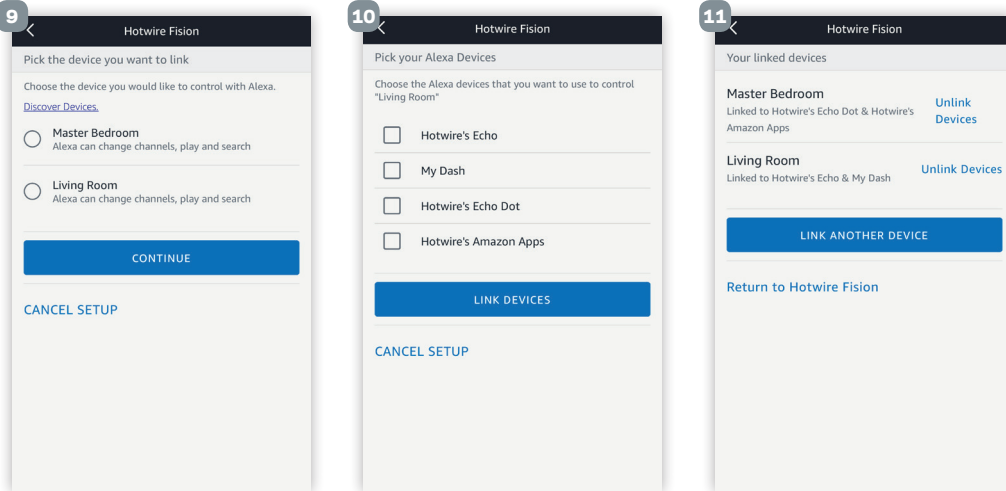 9
Hotwire Fision
Pick the device you want to link
Choose the device you would like to control with Alexa.
Discover Devices.
Master Bedroom
Alexa can change channels, play and search
Living Room
Alexa can change channels, play and search
CONTINUE
CANCEL SETUP
10
Hotwire Fision
Pick your Alexa Devices
Choose the Alexa devices that you want to use to control
"Living Room"
Hotwire's Echo
My Dash
Hotwire's Echo Dot
Hotwire's Amazon Apps
LINK DEVICES
CANCEL SETUP
11
Hotwire Fision
Your linked devices
Master Bedroom
Linked to Hotwire's Echo Dot & Hotwire's
Amazon Apps
Unlink
Devices
Living Room
Linked to Hotwire's Echo & My Dash
Unlink Devices
LINK ANOTHER DEVICE
Return to Hotwire Fision